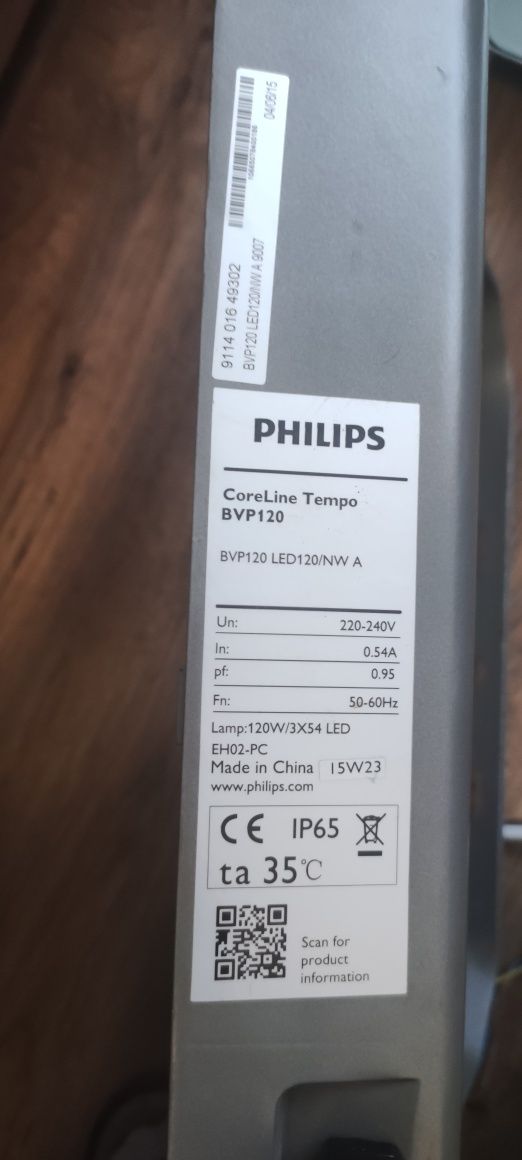 04/06/15
9114 016 49302
BVP120 LED120/NW A 9007
PHILIPS
CoreLine Tempo
BVP120
BVP120 LED120/NW A
Un: 220-240V
In: 0.54A
pf: 0.95
Fn: 50-60Hz
Lamp:120W/3X54 LED
EH02-PC
Made in China 15W23
www.philips.com
CE IP65
ta 35℃
Scan for
product
information